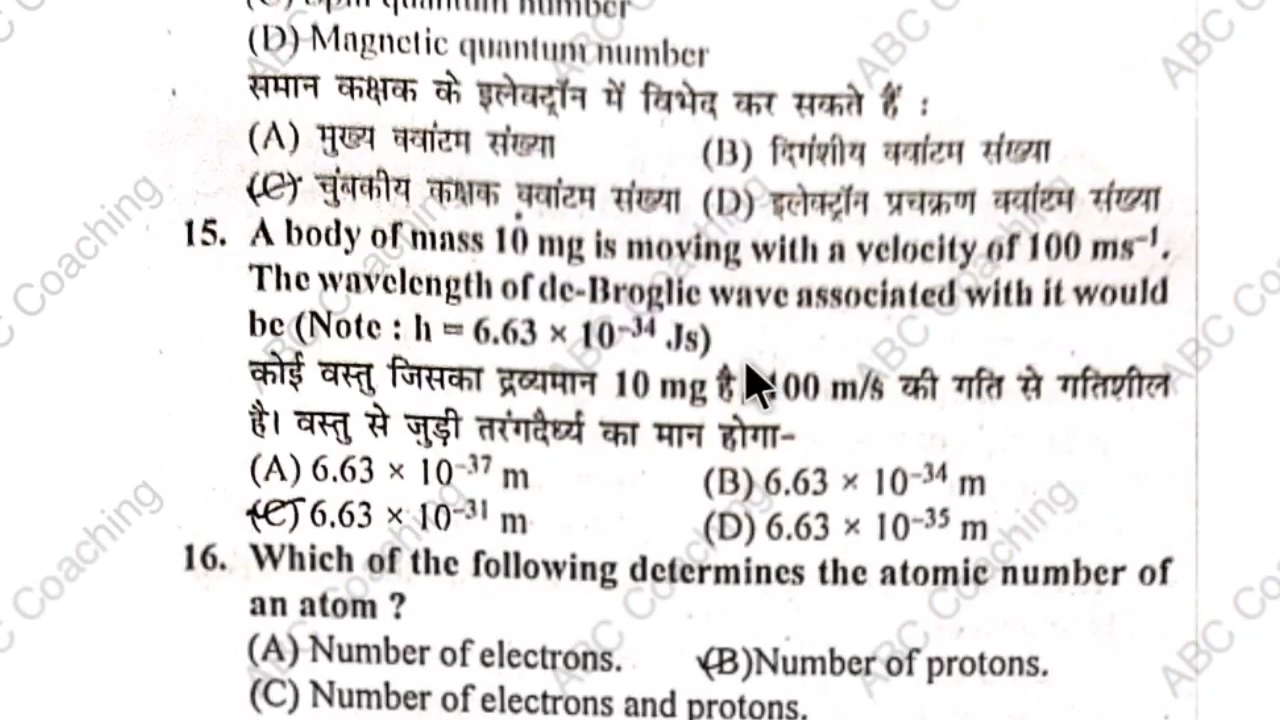 (C) Spin quantum number
(D) Magnetic quantum number
समान कक्षक के इलेक्ट्रॉन में विभेद कर सकते हैं :
(A) मुख्य क्वांटम संख्या (B) दिगंशीय क्वांटम संख्या
(C) चुंबकीय कक्षक क्वांटम संख्या (D) इलेक्ट्रॉन प्रचक्रण क्वांटम संख्या
15. A body of mass 10 mg is moving with a velocity of 100 ms⁻¹.
The wavelength of de-Broglie wave associated with it would
be (Note : h = 6.63 × 10⁻³⁴ Js)
कोई वस्तु जिसका द्रव्यमान 10 mg है 100 m/s की गति से गतिशील
है। वस्तु से जुड़ी तरंगदैर्ध्य का मान होगा-
(A) 6.63 × 10⁻³⁷ m (B) 6.63 × 10⁻³⁴ m
(C) 6.63 × 10⁻³¹ m (D) 6.63 × 10⁻³⁵ m
16. Which of the following determines the atomic number of
an atom ?
(A) Number of electrons. (B) Number of protons.
(C) Number of electrons and protons.
ABC Coaching